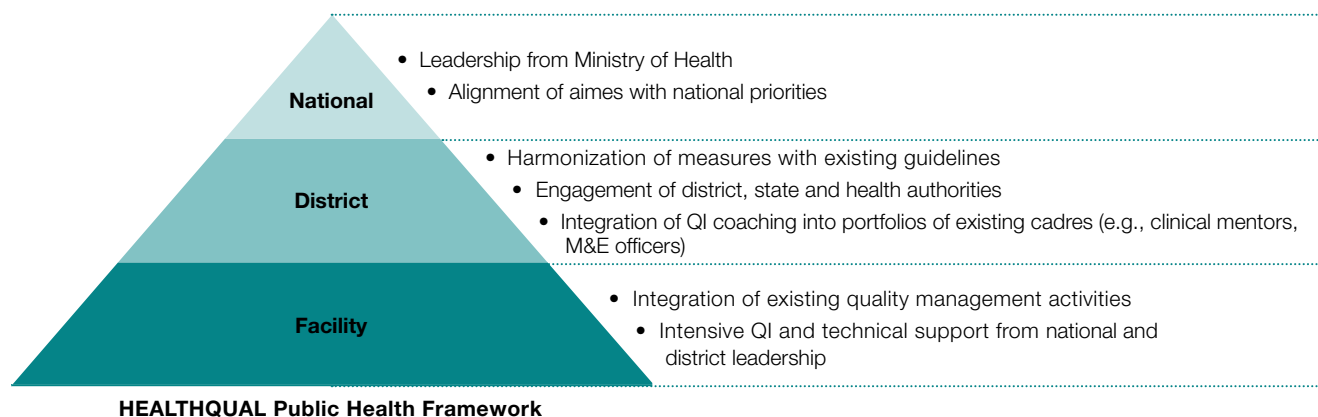 • Leadership from Ministry of Health
• Alignment of aimes with national priorities
National
• Harmonization of measures with existing guidelines
• Engagement of district, state and health authorities
• Integration of QI coaching into portfolios of existing cadres (e.g., clinical mentors,
M&E officers)
District
• Integration of existing quality management activities
• Intensive QI and technical support from national and
district leadership
Facility
HEALTHQUAL Public Health Framework